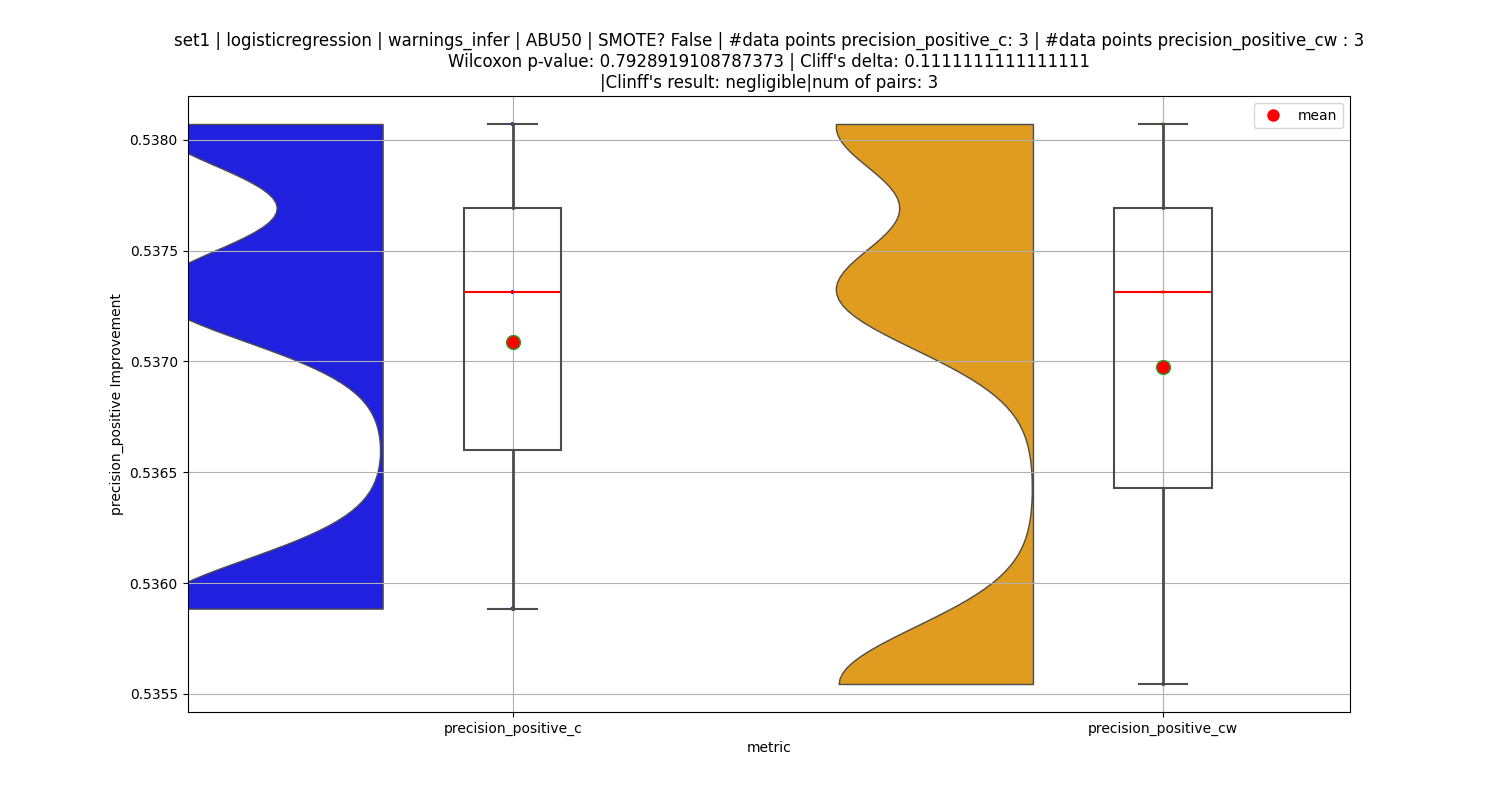 set1 | logisticregression | warnings_infer | ABU50 | SMOTE? False | #data points precision_positive_c: 3 | #data points precision_positive_cw : 3
Wilcoxon p-value: 0.7928919108787373 | Cliff's delta: 0.1111111111111111
|Clinff's result: negligible|num of pairs: 3
mean
0.5380
0.5375
0.5370
0.5365
0.5360
0.5355
precision_positive Improvement
precision_positive_c
precision_positive_cw
metric